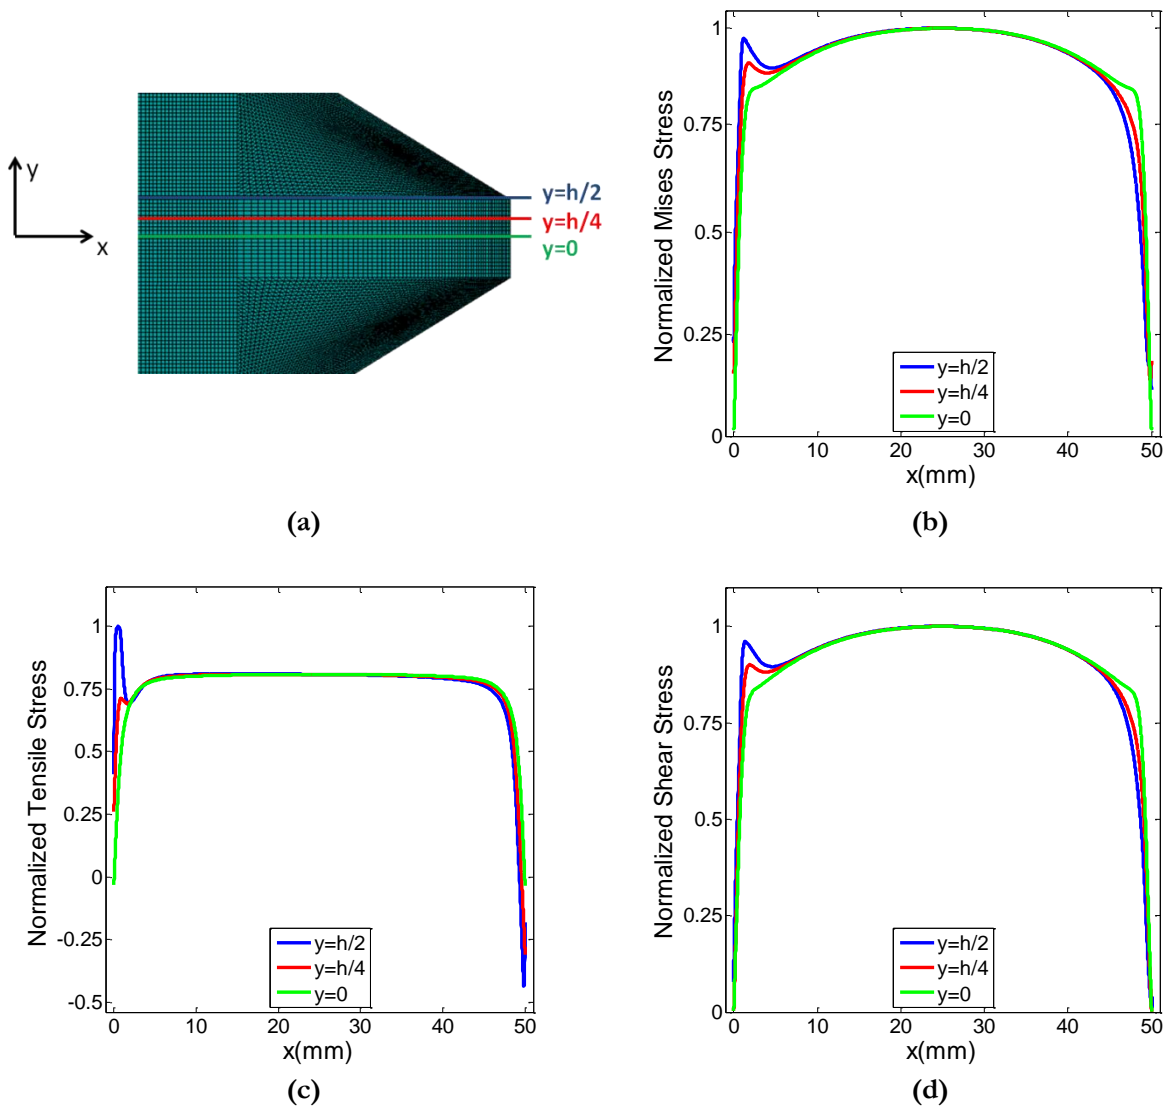 y
x
y=h/2
y=h/4
y=0
(a)
Normalized Mises Stress
1
0.75
0.5
0.25
0
0 10 20 30 40 50
x(mm)
y=h/2
y=h/4
y=0
(b)
Normalized Tensile Stress
1
0.75
0.5
0.25
0
-0.25
-0.5
0 10 20 30 40 50
x(mm)
y=h/2
y=h/4
y=0
(c)
Normalized Shear Stress
1
0.75
0.5
0.25
0
0 10 20 30 40 50
x(mm)
y=h/2
y=h/4
y=0
(d)